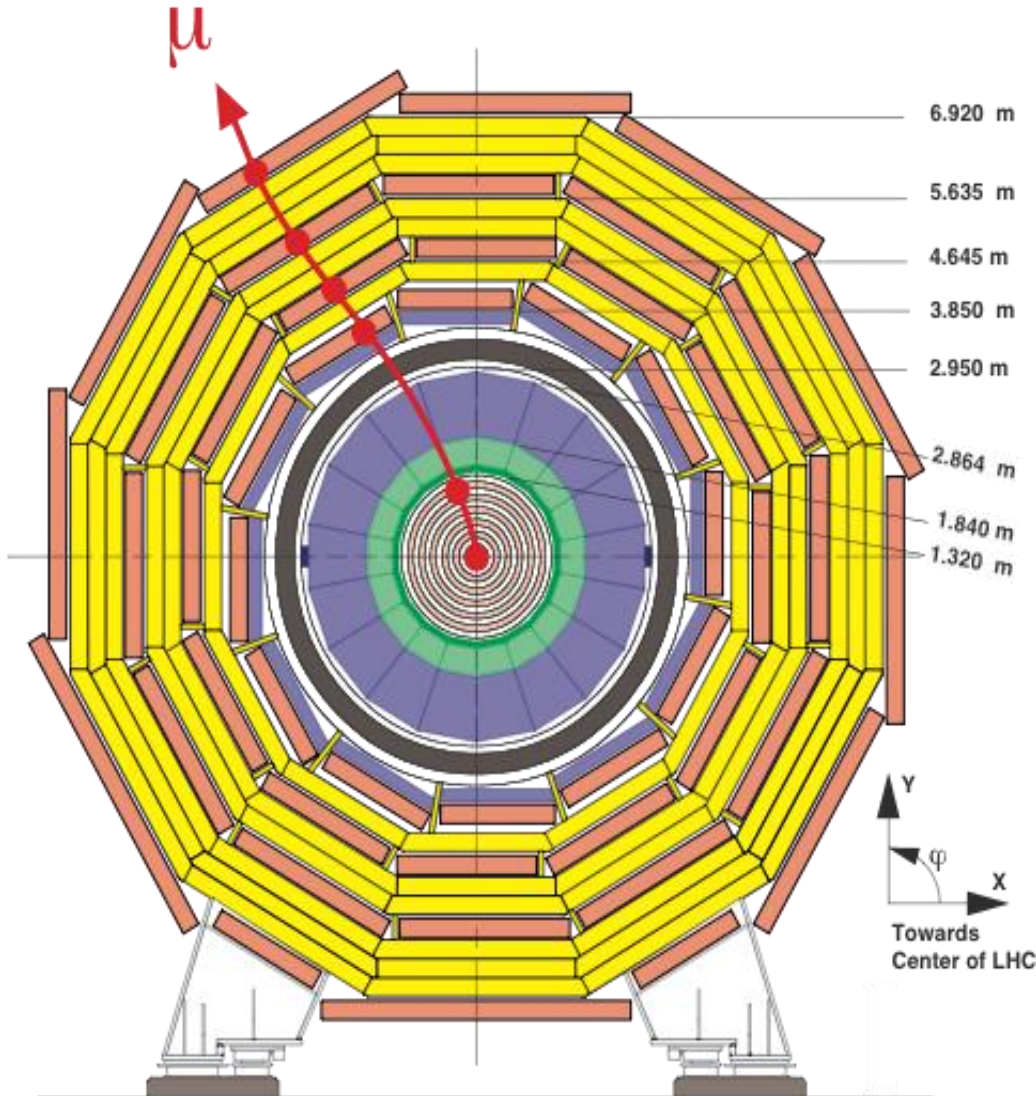 μ
6.920 m
5.635 m
4.645 m
3.850 m
2.950 m
2.864 m
1.840 m
1.320 m
Y
φ
X
Towards
Center of LHC